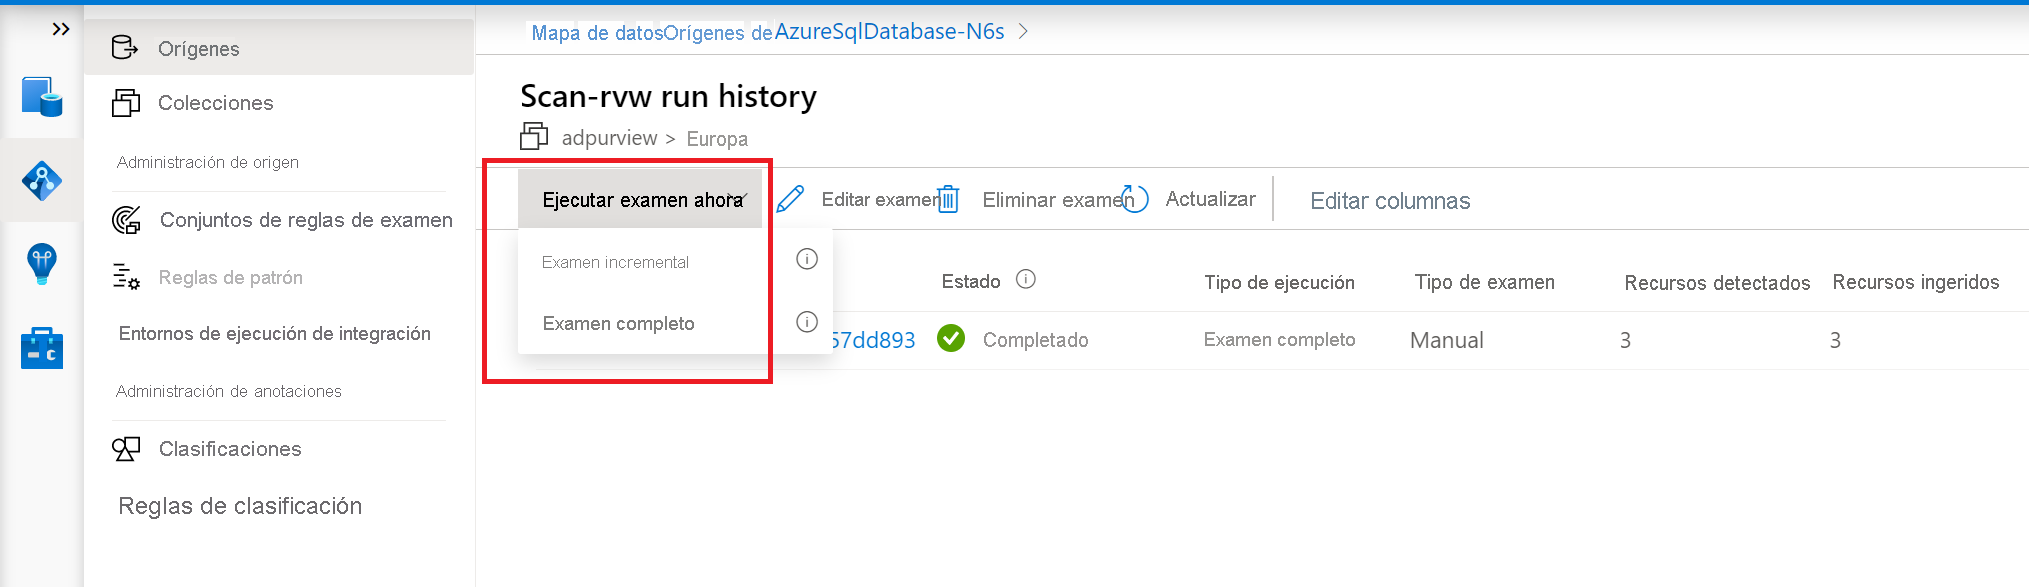 Orígenes
Colecciones
Administración de origen
Conjuntos de reglas de examen
Reglas de patrón
Entornos de ejecución de integración
Administración de anotaciones
Clasificaciones
Reglas de clasificación
Mapa de datosOrígenes deAzureSqlDatabase-N6s >
Scan-rvw run history
adpurview > Europa
Ejecutar examen ahora Editar examen Eliminar examen Actualizar Editar columnas
Examen incremental
Examen completo
Estado Tipo de ejecución Tipo de examen Recursos detectados Recursos ingeridos
57dd893 Completado Examen completo Manual 3 3